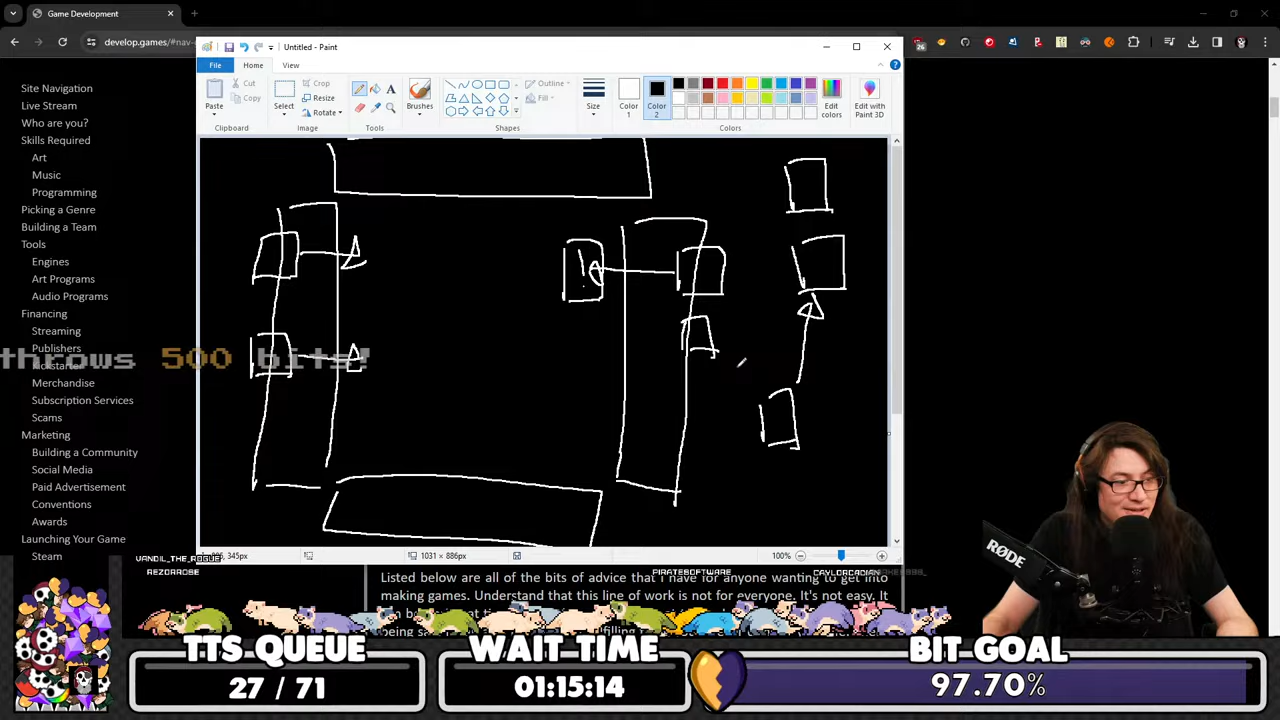 Game Development
develop.games/#nav-
26
Untitled - Paint
File
Home
View
Paste
Cut
Copy
Clipboard
Select
Crop
Resize
Rotate
Image
A
Tools
Brushes
Shapes
Outline
Fill
Size
Color
1
Color
2
Edit
colors
Colors
Edit with
Paint 3D
Site Navigation
Live Stream
Who are you?
Skills Required
Art
Music
Programming
Picking a Genre
Building a Team
Tools
Engines
Art Programs
Audio Programs
Financing
Streaming
Publishers
Kickstarter
Merchandise
Subscription Services
Scams
Marketing
Building a Community
Social Media
Paid Advertisement
Conventions
Awards
Launching Your Game
Steam
throws 500 bits!
345px
1031 × 886px
100%
VANDIL_THE_ROGUE
REZDAROSE
PIRATESOFTWARE
Listed below are all of the bits of advice that I have for anyone wanting to get into
making games. Understand that this line of work is not for everyone. It's not easy. It
RØDE
TTS QUEUE
27 / 71
WAIT TIME
01:15:14
BIT GOAL
97.70%